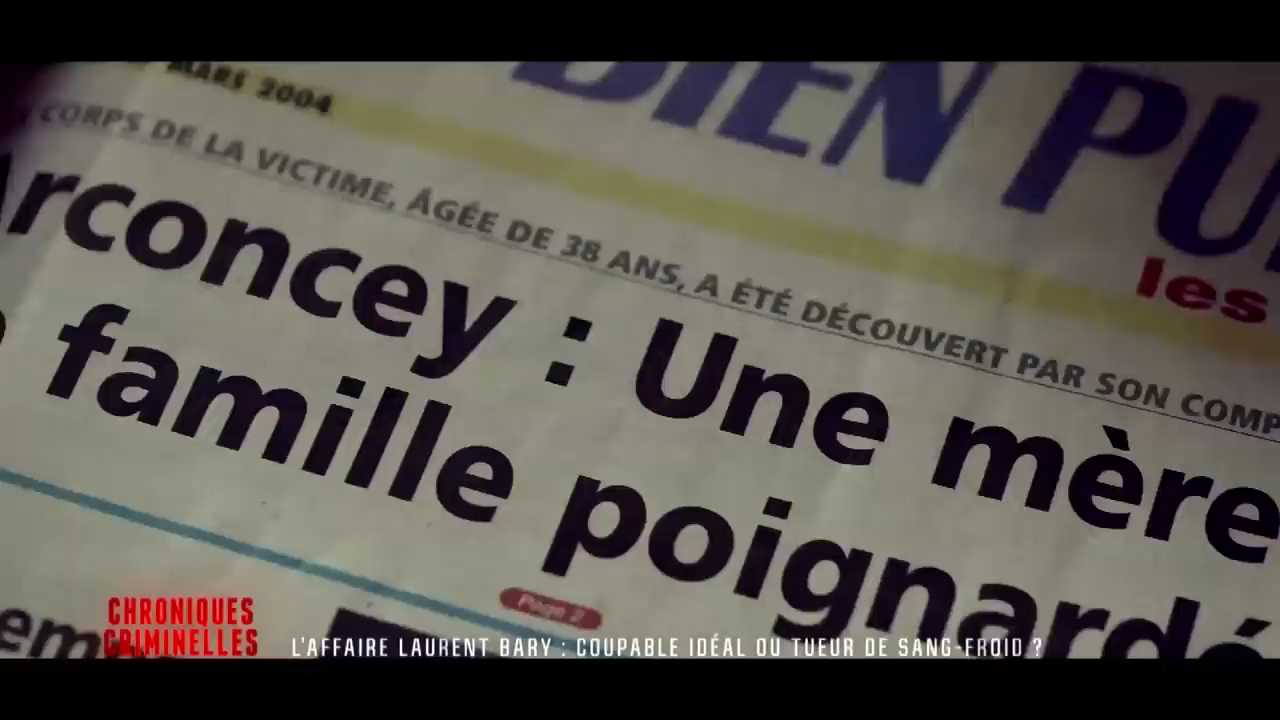 MARS 2004
BIEN PU
les
CORPS DE LA VICTIME, ÂGÉE DE 38 ANS, A ÉTÉ DÉCOUVERT PAR SON COMP
rconcey : Une mère
famille poignardé
Page 2
CHRONIQUES
CRIMINELLES
L'AFFAIRE LAURENT BARY : COUPABLE IDÉAL OU TUEUR DE SANG-FROID ?